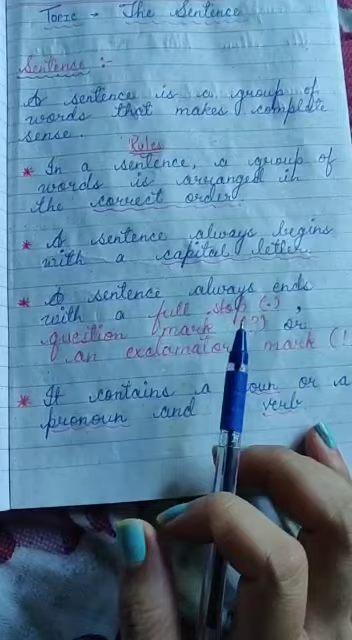 Topic - The Sentence
Sentence :-
A sentence is a group of
words that makes complete
sense.
Rules
* In a sentence, a group of
words is arranged in
the correct order.
* A sentence always begins
with a capital letter.
* A sentence always ends
with a full stop (.),
question mark (?) or
an exclamatory mark (!
* It contains a noun or a
pronoun and verb